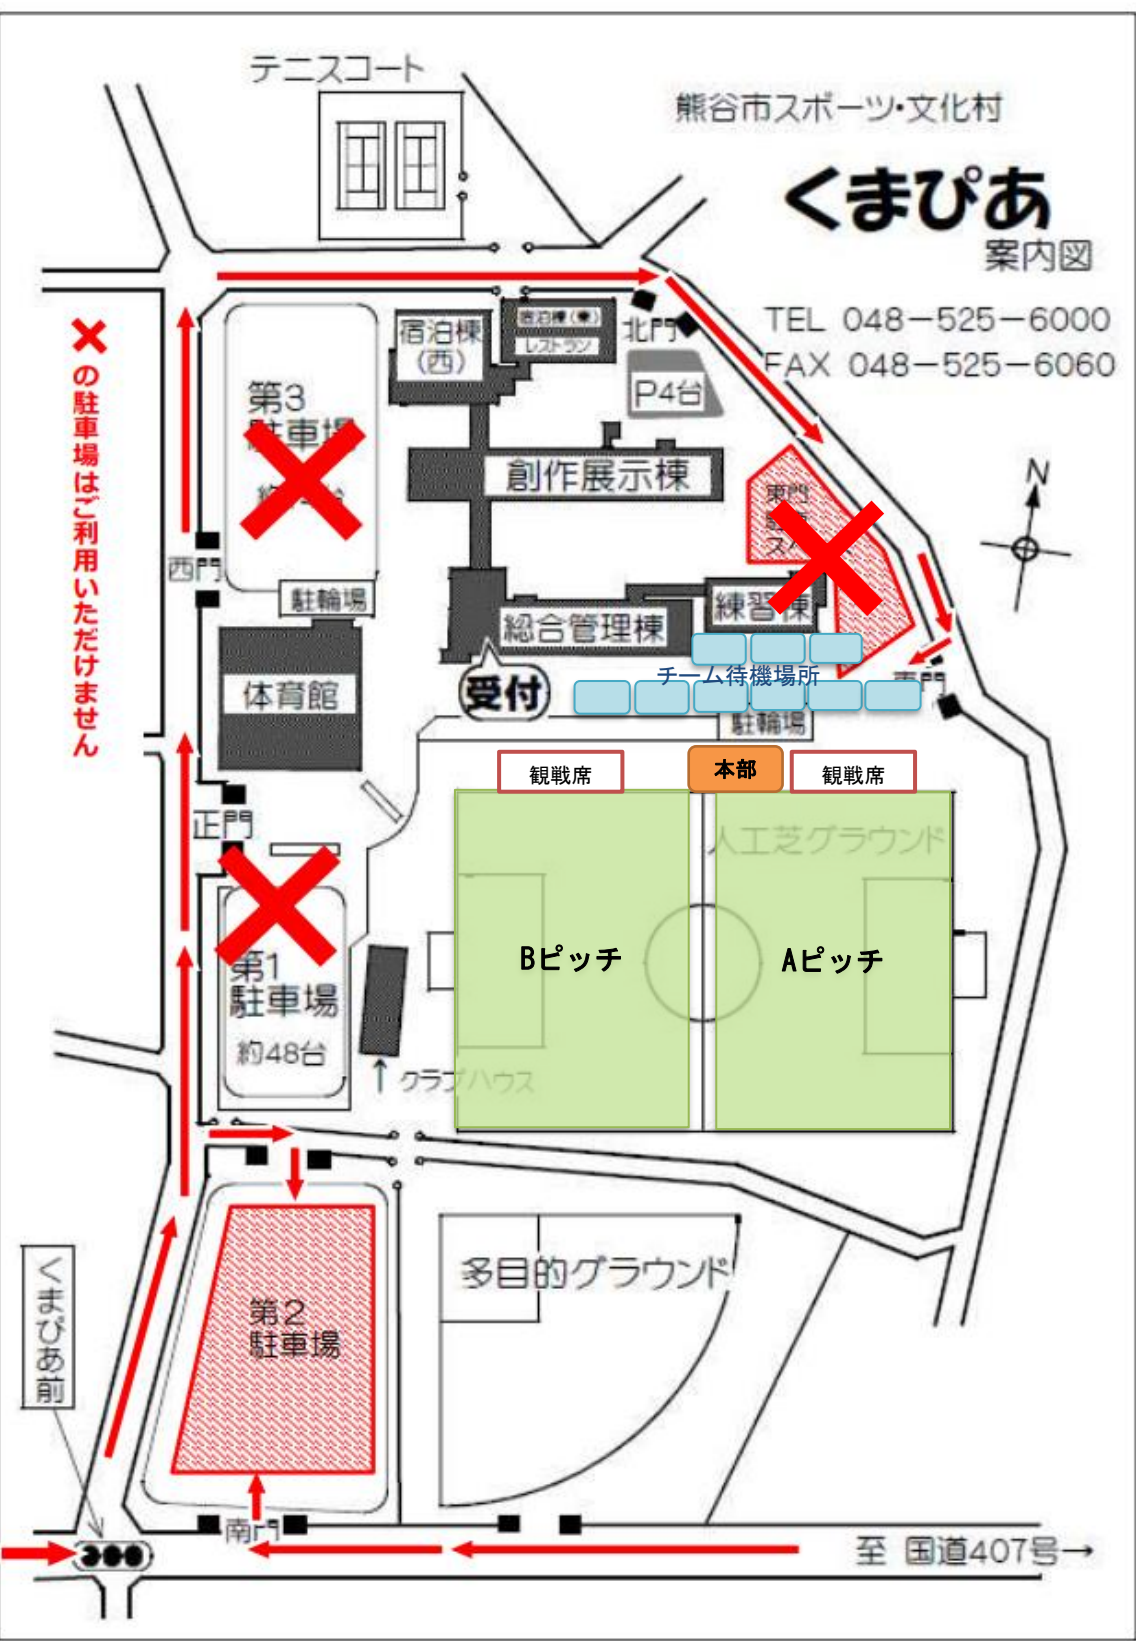 テニスコート
熊谷市スポーツ・文化村
くまぴあ
案内図
TEL 048-525-6000
FAX 048-525-6060
×の駐車場はご利用いただけません
宿泊棟
(西)
宿泊棟(東)
レストラン
北門
P4台
第3
駐車場
創作展示棟
東門
N
西門
駐輪場
総合管理棟
練習棟
チーム待機場所
受付
体育館
東門
駐輪場
観戦席
本部
観戦席
正門
人工芝グラウンド
Bピッチ
Aピッチ
第1
駐車場
約48台
↑クラブハウス
くまぴあ前
第2
駐車場
多目的グラウンド
南門
至 国道407号→